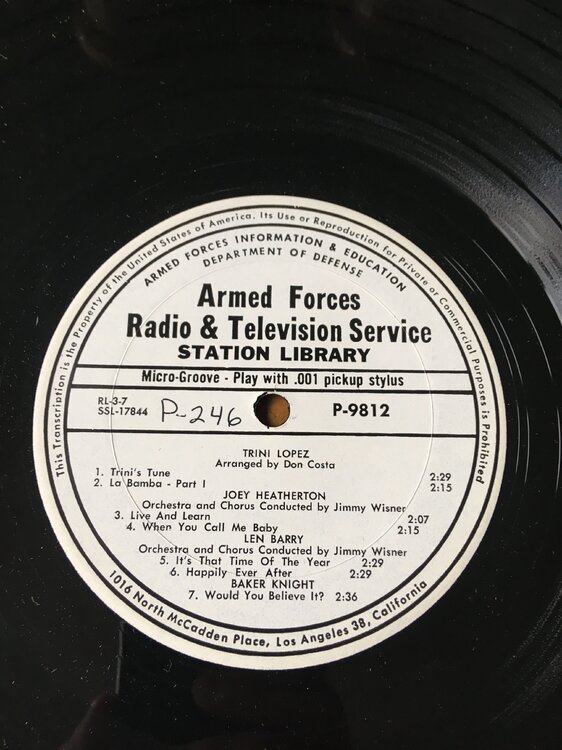 This Transcription is the Property of the United States of America. Its Use or Reproduction for Private or Commercial Purposes is Prohibited
ARMED FORCES INFORMATION & EDUCATION
DEPARTMENT OF DEFENSE
Armed Forces
Radio & Television Service
STATION LIBRARY
Micro-Groove - Play with .001 pickup stylus
RL-3-7
SSL-17844 P-246 P-9812
TRINI LOPEZ
Arranged by Don Costa
1. Trini's Tune 2:29
2. La Bamba - Part I 2:15
JOEY HEATHERTON
Orchestra and Chorus Conducted by Jimmy Wisner
3. Live And Learn 2:07
4. When You Call Me Baby 2:15
LEN BARRY
Orchestra and Chorus Conducted by Jimmy Wisner
5. It's That Time Of The Year 2:29
6. Happily Ever After 2:29
BAKER KNIGHT
7. Would You Believe It? 2:36
1016 North McCadden Place, Los Angeles 38, California